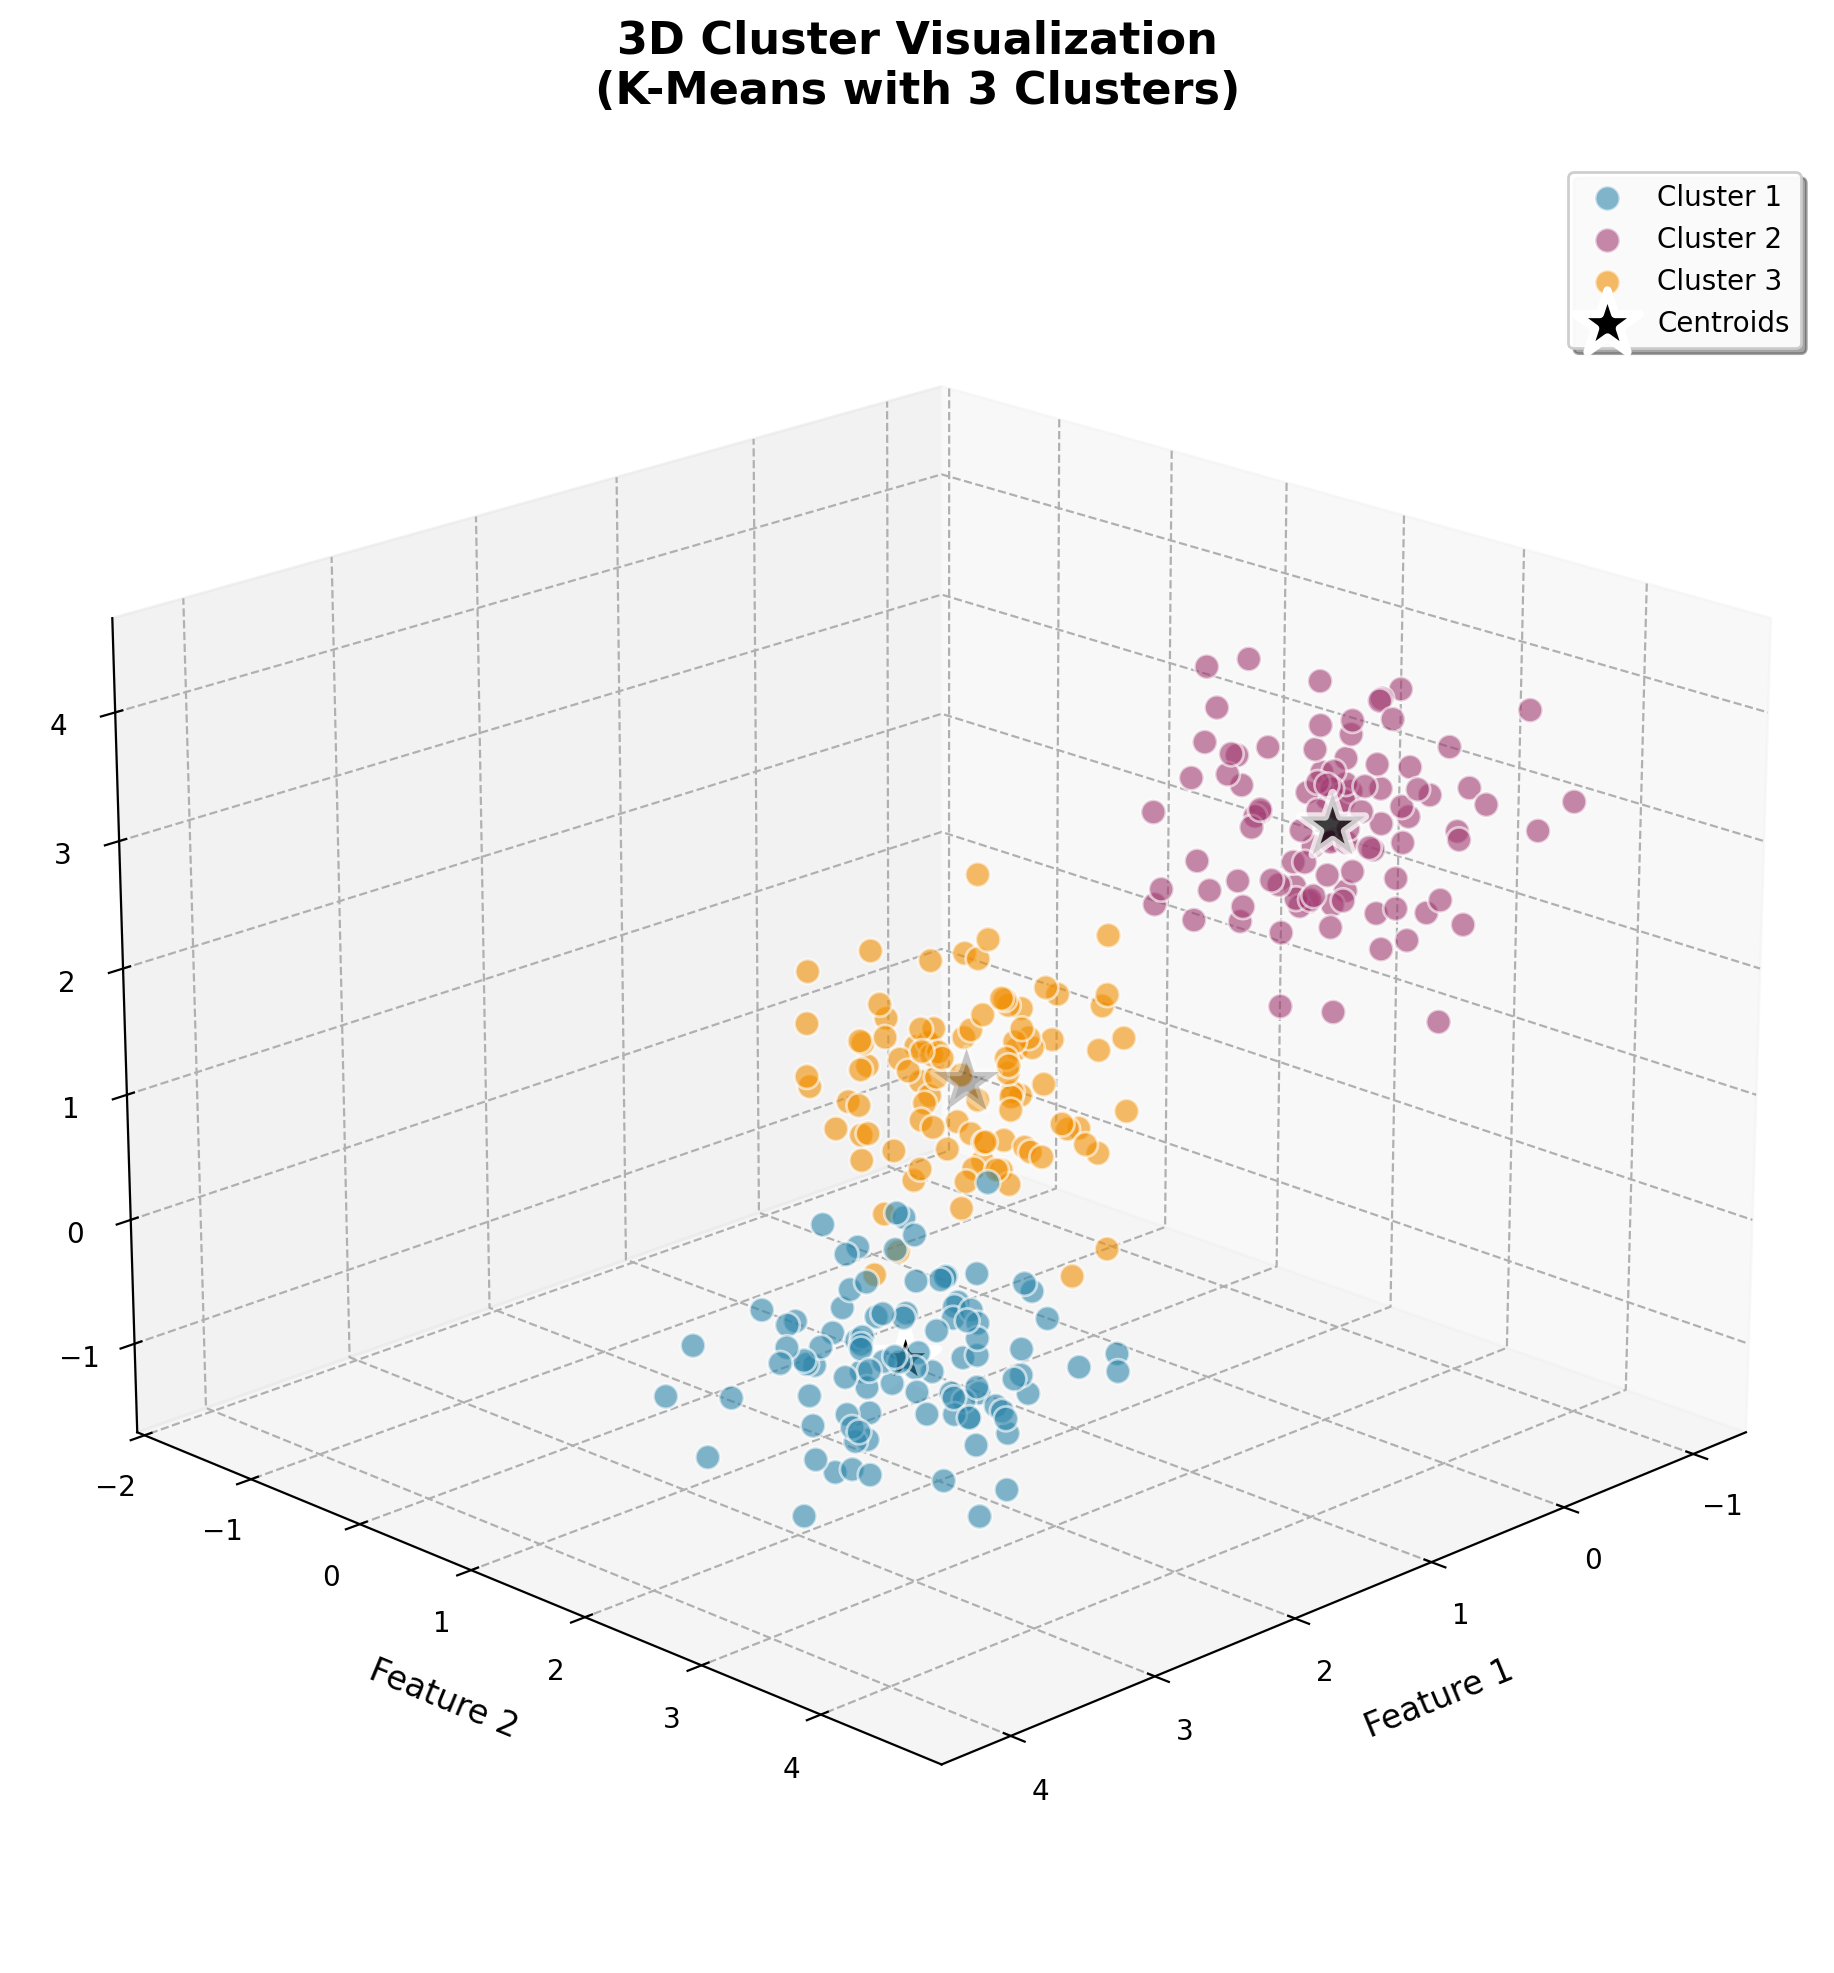 3D Cluster Visualization
(K-Means with 3 Clusters)
Cluster 1
Cluster 2
Cluster 3
Centroids
4
3
2
1
0
−1
−2
−1
0
1
2
3
4
Feature 2
−1
0
1
2
3
4
Feature 1